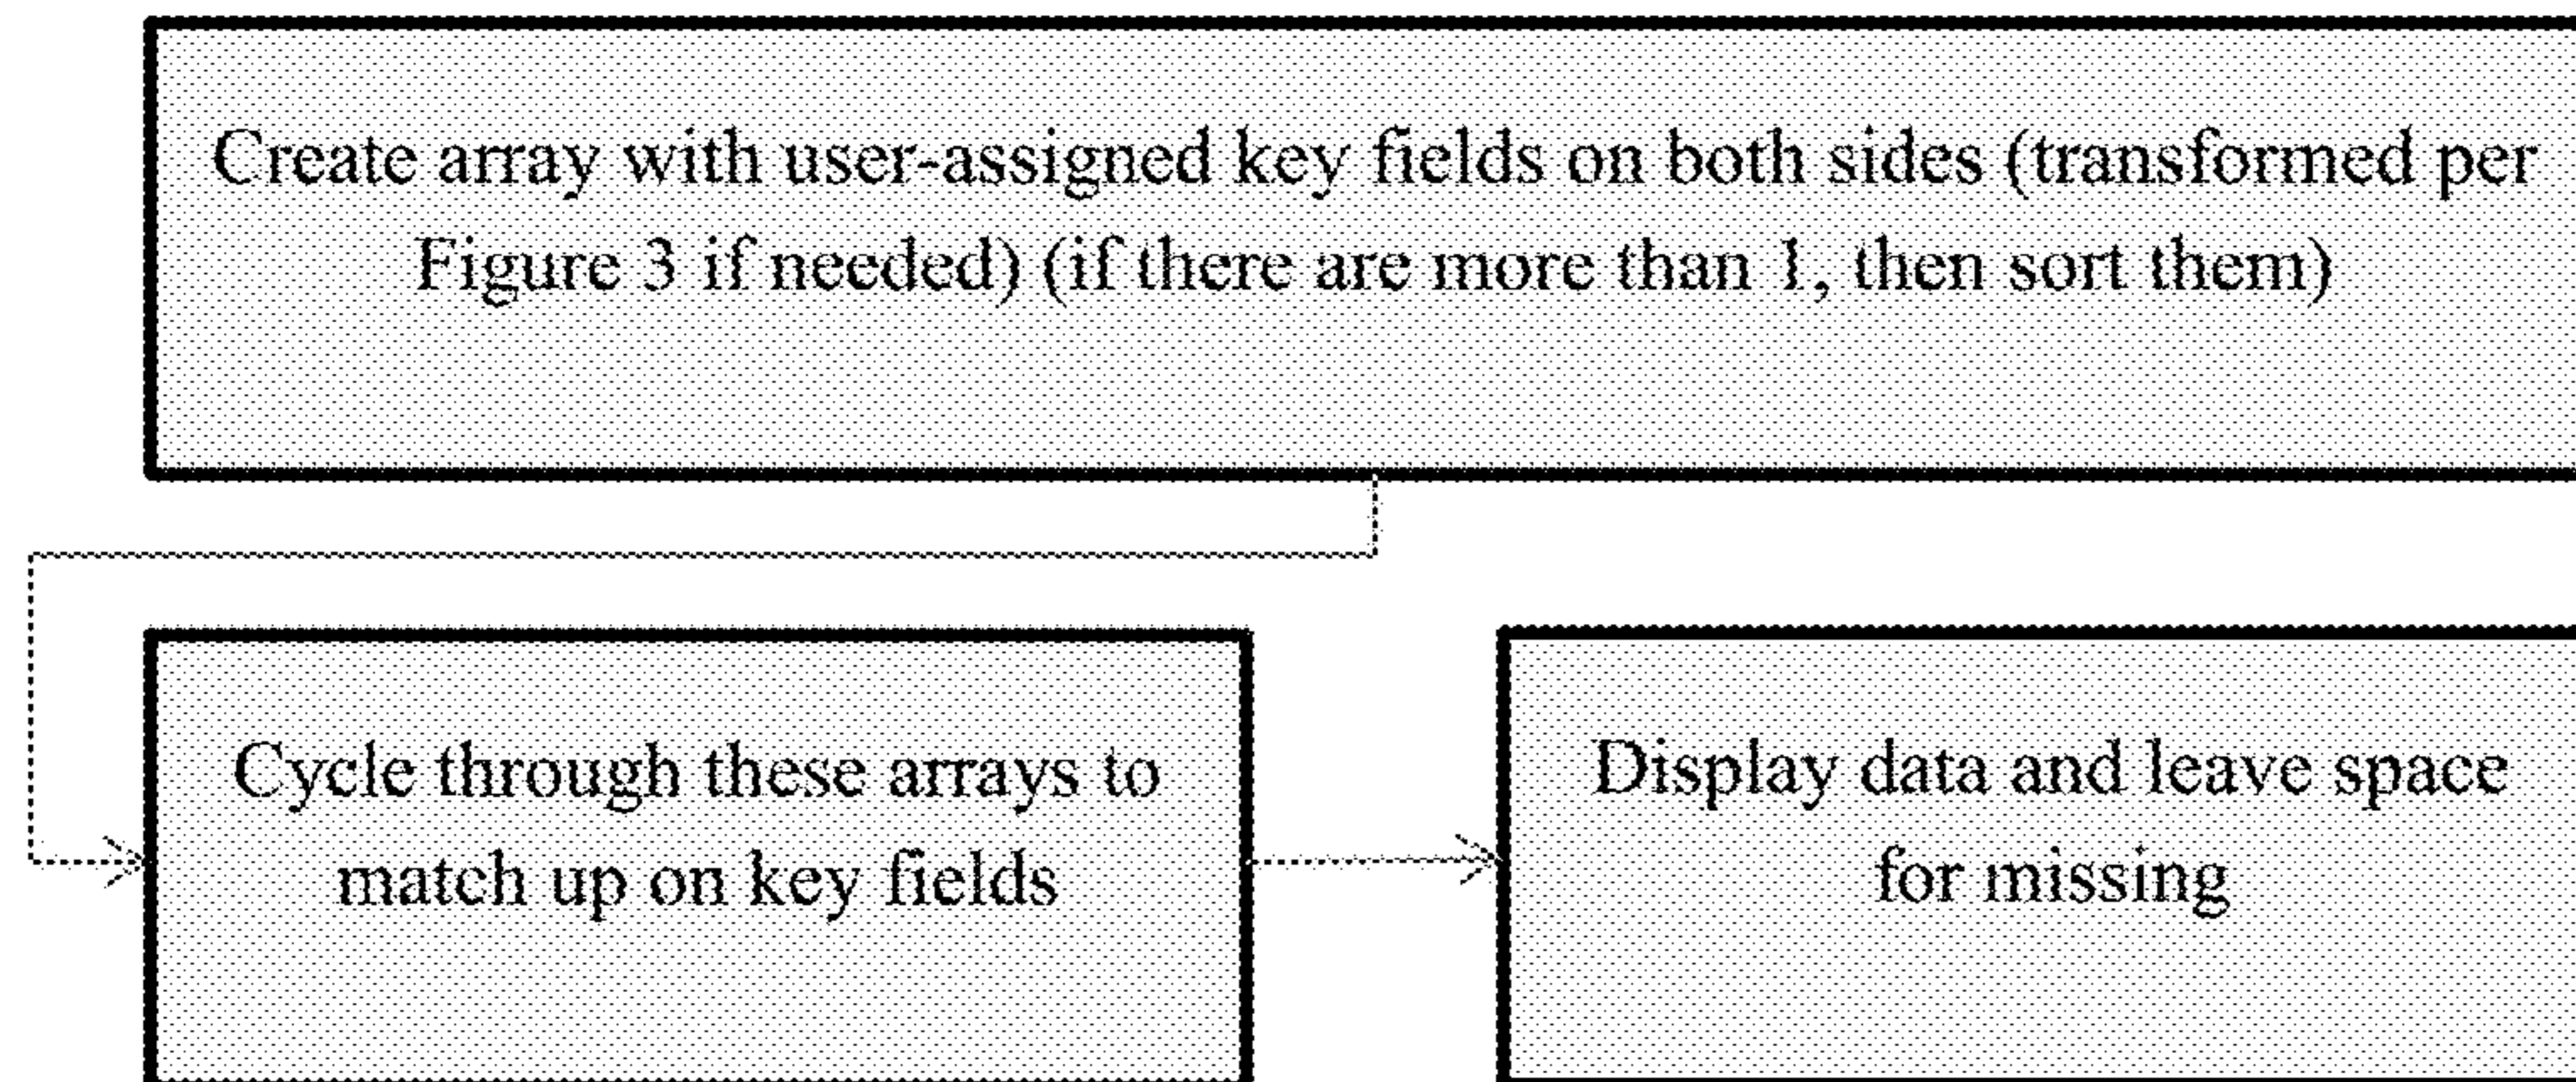 Create array with user-assigned key fields on both sides (transformed per
Figure 3 if needed) (if there are more than 1, then sort them)
Cycle through these arrays to
match up on key fields
Display data and leave space
for missing